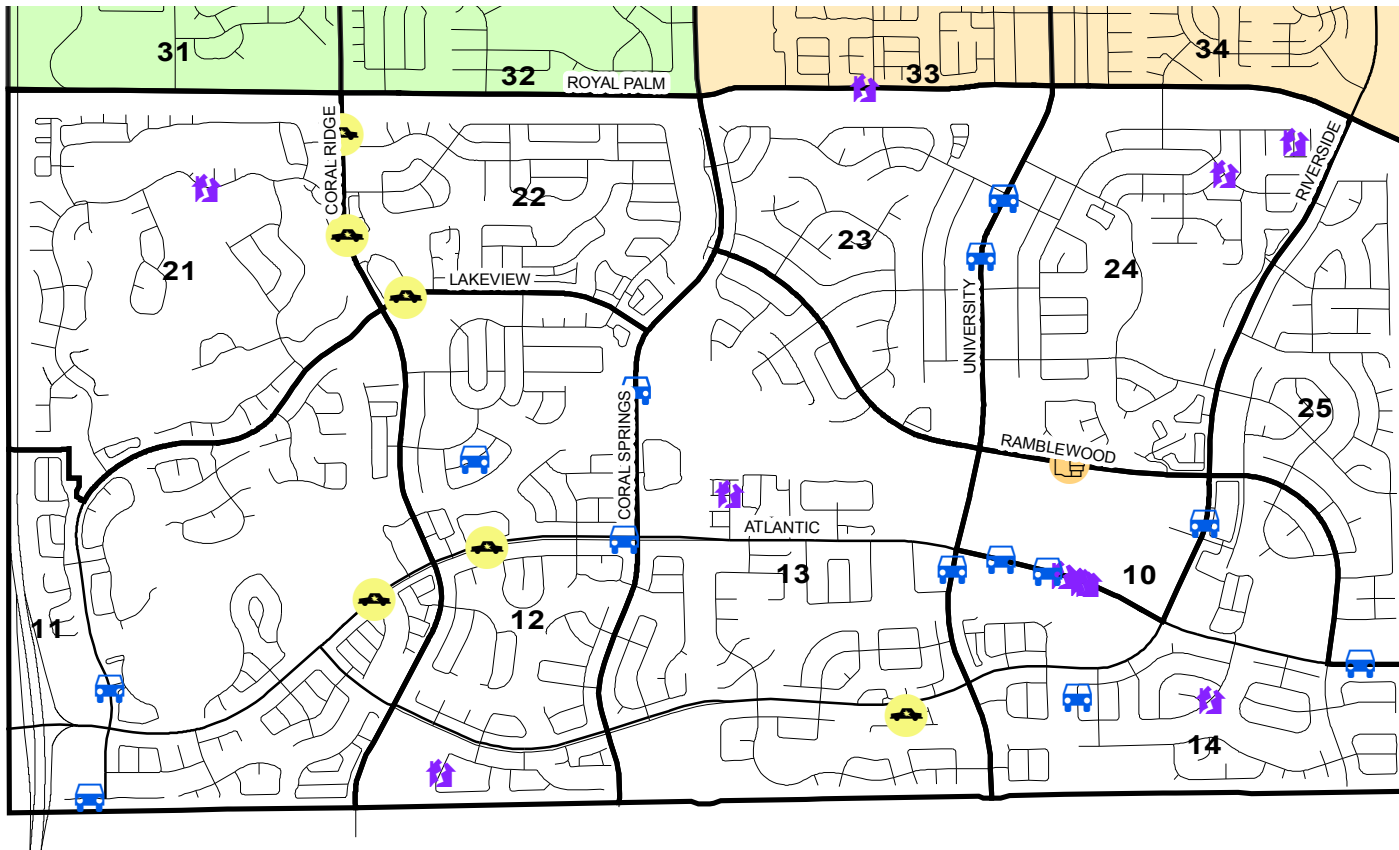 31
32
33
34
ROYAL PALM
CORAL RIDGE
RIVERSIDE
22
23
24
21
LAKEVIEW
UNIVERSITY
CORAL SPRINGS
25
RAMBLEWOOD
ATLANTIC
13
10
11
12
14